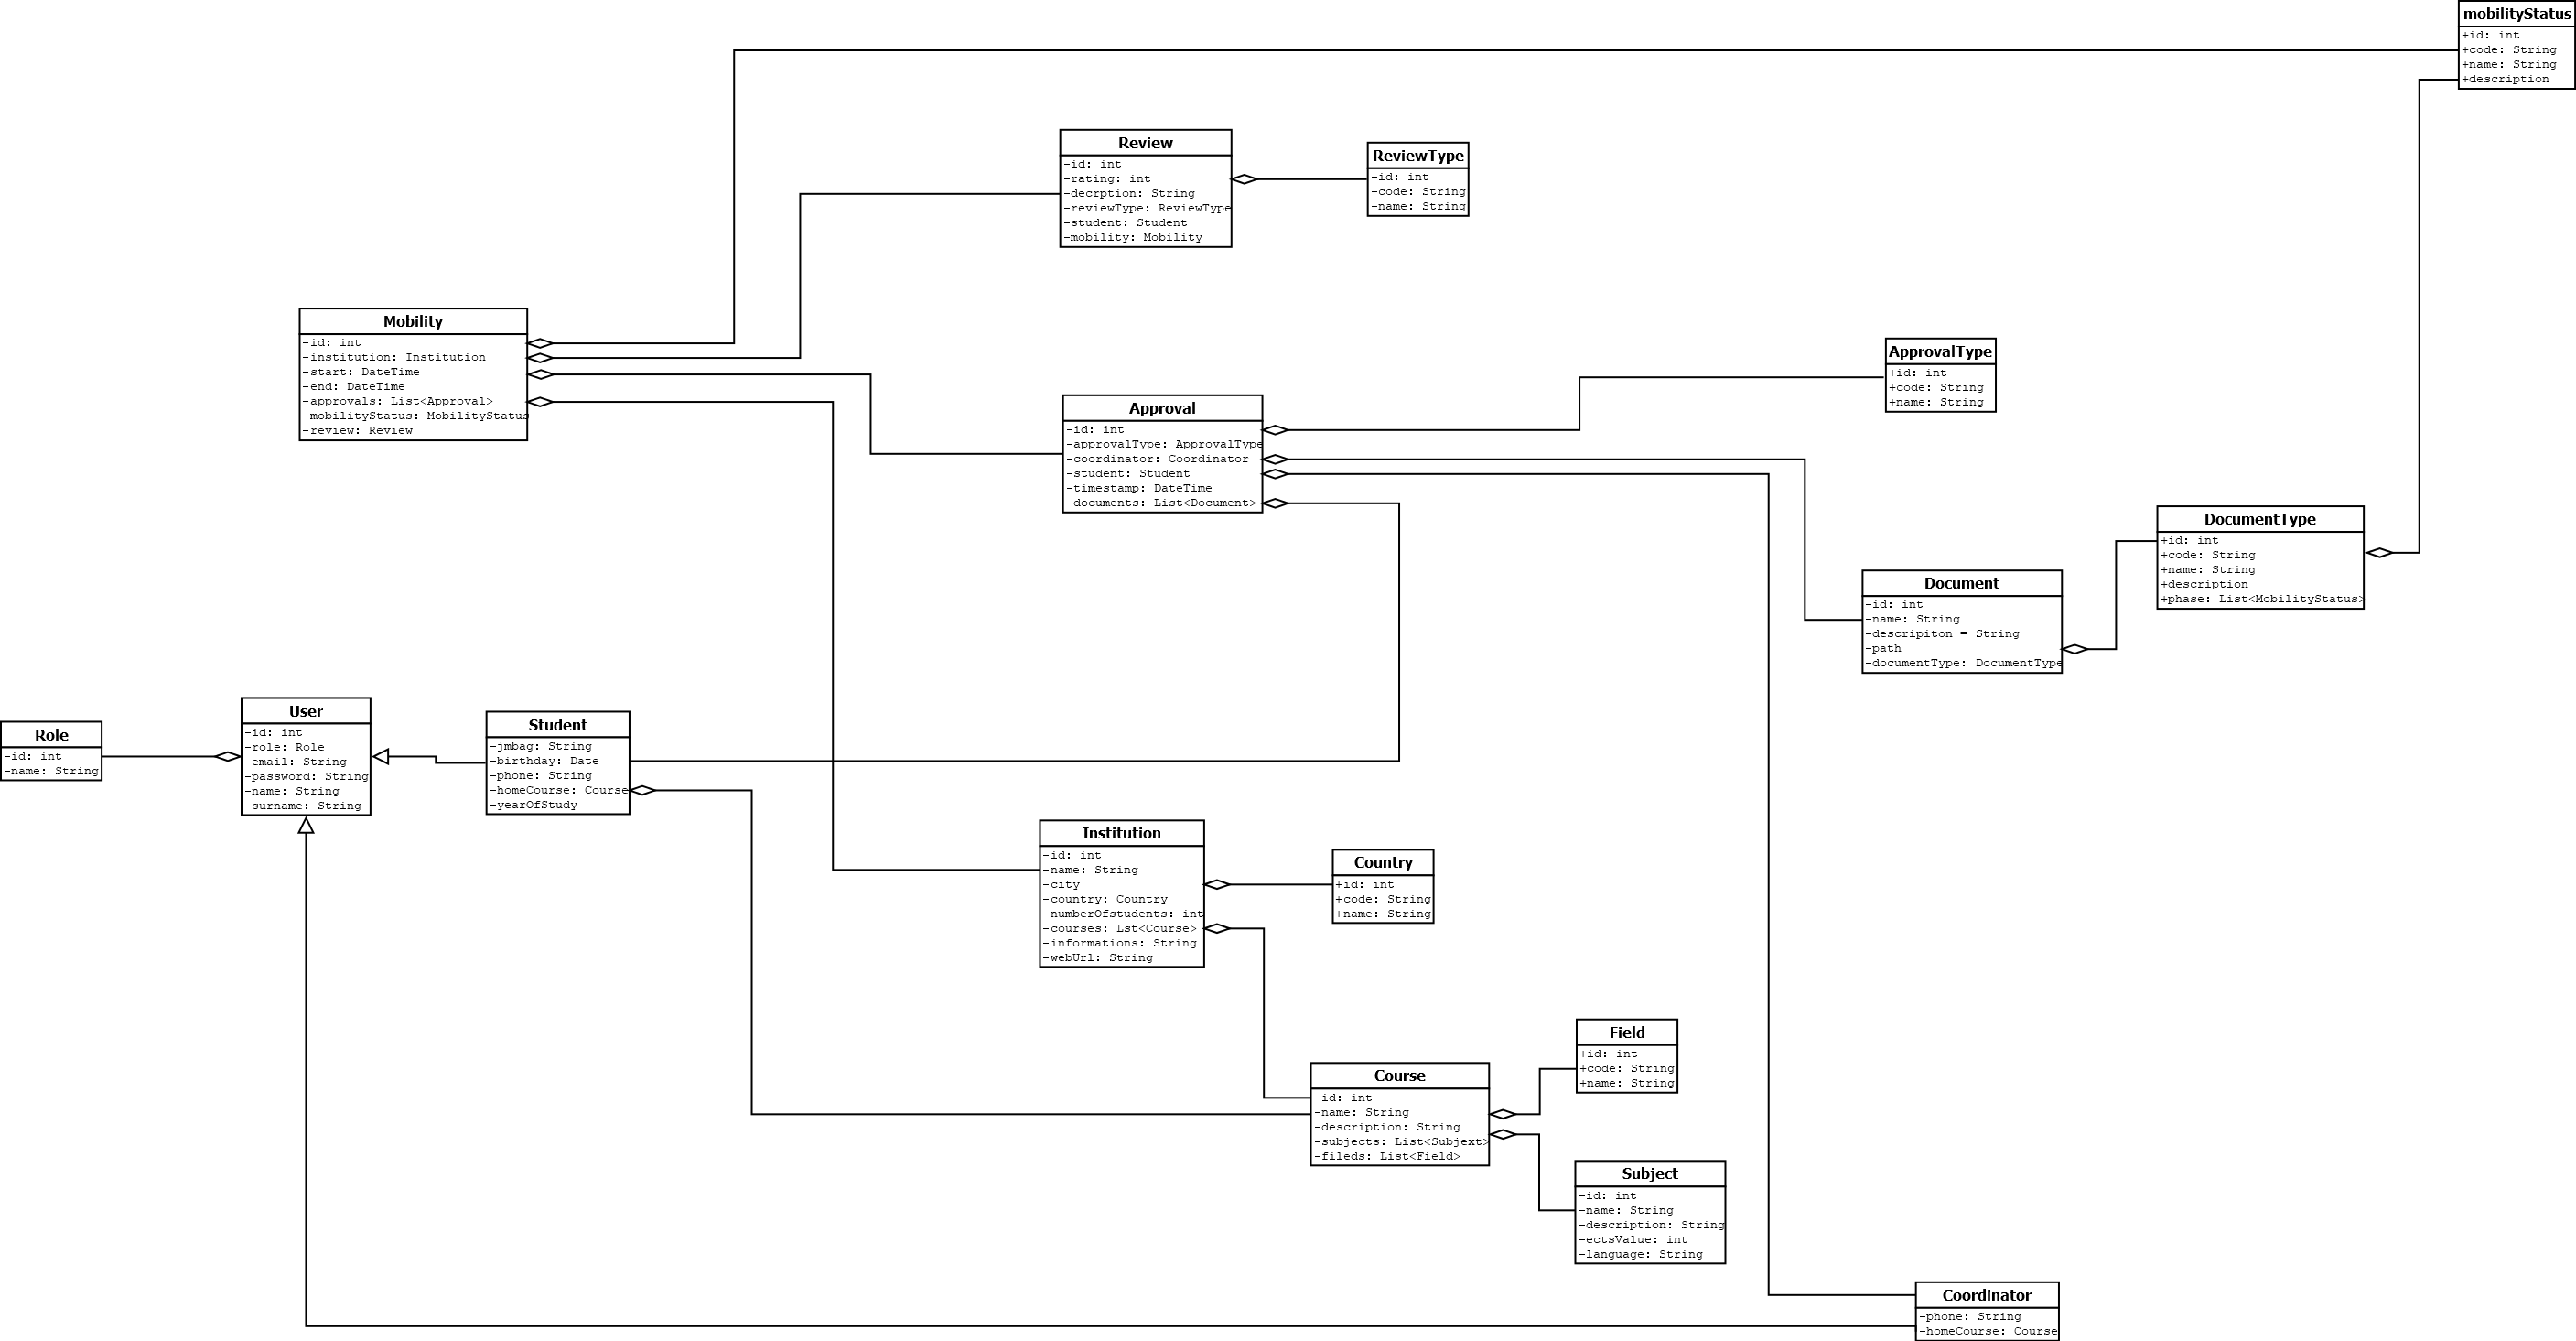 mobilityStatus
+id: int
+code: String
+name: String
+description
Review
-id: int
-rating: int
-decrption: String
-reviewType: ReviewType
-student: Student
-mobility: Mobility
ReviewType
-id: int
-code: String
-name: String
Mobility
-id: int
-institution: Institution
-start: DateTime
-end: DateTime
-approvals: List<Approval>
-mobilityStatus: MobilityStatus
-review: Review
ApprovalType
+id: int
+code: String
+name: String
Approval
-id: int
-approvalType: ApprovalType
-coordinator: Coordinator
-student: Student
-timestamp: DateTime
-documents: List<Document>
DocumentType
+id: int
+code: String
+name: String
+description
+phase: List<MobilityStatus>
Document
-id: int
-name: String
-descripiton = String
-path
-documentType: DocumentType
Role
-id: int
-name: String
User
-id: int
-role: Role
-email: String
-password: String
-name: String
-surname: String
Student
-jmbag: String
-birthday: Date
-phone: String
-homeCourse: Course
-yearOfStudy
Institution
-id: int
-name: String
-city
-country: Country
-numberOfstudents: int
-courses: Lst<Course>
-informations: String
-webUrl: String
Country
+id: int
+code: String
+name: String
Field
+id: int
+code: String
+name: String
Course
-id: int
-name: String
-description: String
-subjects: List<Subjext>
-fileds: List<Field>
Subject
-id: int
-name: String
-description: String
-ectsValue: int
-language: String
Coordinator
-phone: String
-homeCourse: Course